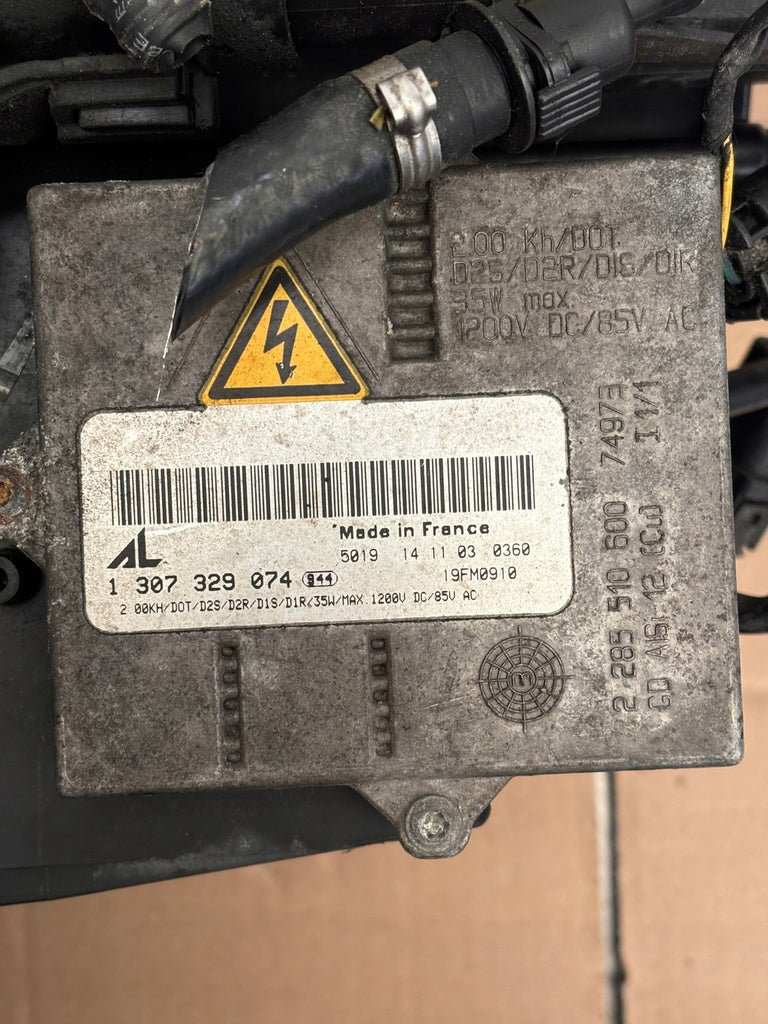 2.00 Kh/DOT
D2S/D2R/D1S/D1R
35W max.
1200V DC/85V AC
AL
Made in France
5019 14 11 03 0360
1 307 329 074 944
19FM0910
2 00KH/DOT/D2S/D2R/D1S/D1R/35W/MAX 1200V DC/85V AC
2 285 510 600 74973
GD AlSi 12 (Cu) I 1/1